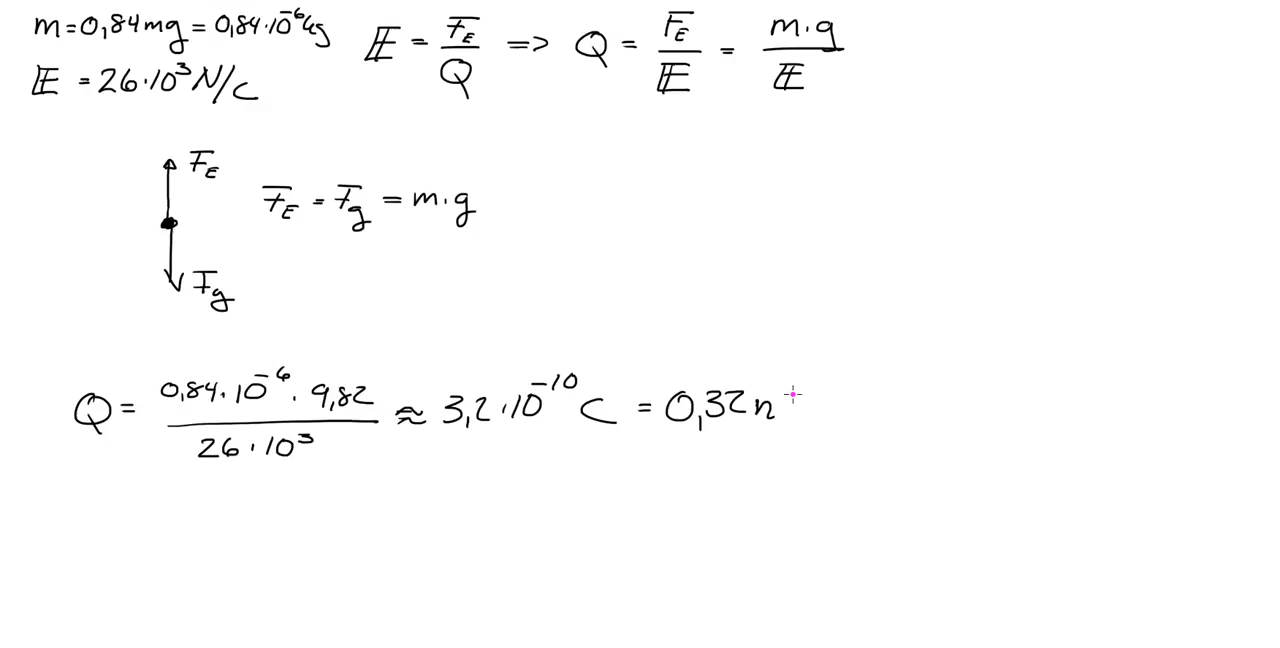 m = 0,84 mg = 0,84·10⁻⁶ kg
E = F_E / Q => Q = F_E / E = m·g / E
E = 26·10³ N/C
F_E
F_E = F_g = m·g
F_g
Q = 0,84·10⁻⁶ · 9,82 / 26·10³ ≈ 3,2·10⁻¹⁰ C = 0,32 n